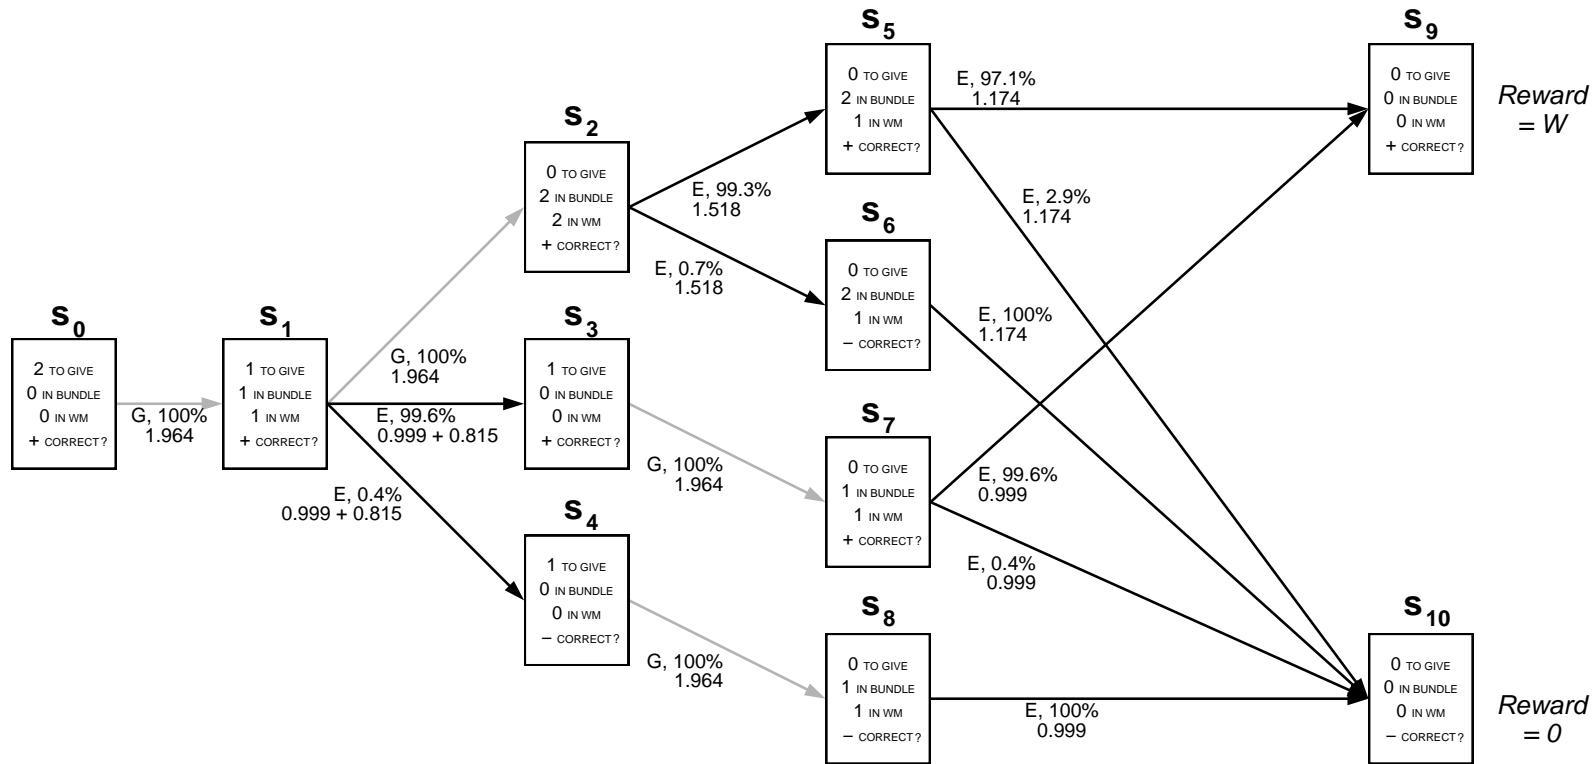 s0
2 TO GIVE
0 IN BUNDLE
0 IN WM
+ CORRECT?
G, 100%
1.964
s1
1 TO GIVE
1 IN BUNDLE
1 IN WM
+ CORRECT?
G, 100%
1.964
E, 99.6%
0.999 + 0.815
E, 0.4%
0.999 + 0.815
s2
0 TO GIVE
2 IN BUNDLE
2 IN WM
+ CORRECT?
E, 99.3%
1.518
E, 0.7%
1.518
s3
1 TO GIVE
0 IN BUNDLE
0 IN WM
+ CORRECT?
G, 100%
1.964
s4
1 TO GIVE
0 IN BUNDLE
0 IN WM
− CORRECT?
G, 100%
1.964
s5
0 TO GIVE
2 IN BUNDLE
1 IN WM
+ CORRECT?
E, 97.1%
1.174
E, 2.9%
1.174
s6
0 TO GIVE
2 IN BUNDLE
1 IN WM
− CORRECT?
E, 100%
1.174
s7
0 TO GIVE
1 IN BUNDLE
1 IN WM
+ CORRECT?
E, 99.6%
0.999
E, 0.4%
0.999
s8
0 TO GIVE
1 IN BUNDLE
1 IN WM
− CORRECT?
E, 100%
0.999
s9
0 TO GIVE
0 IN BUNDLE
0 IN WM
+ CORRECT?
Reward
= W
s10
0 TO GIVE
0 IN BUNDLE
0 IN WM
− CORRECT?
Reward
= 0